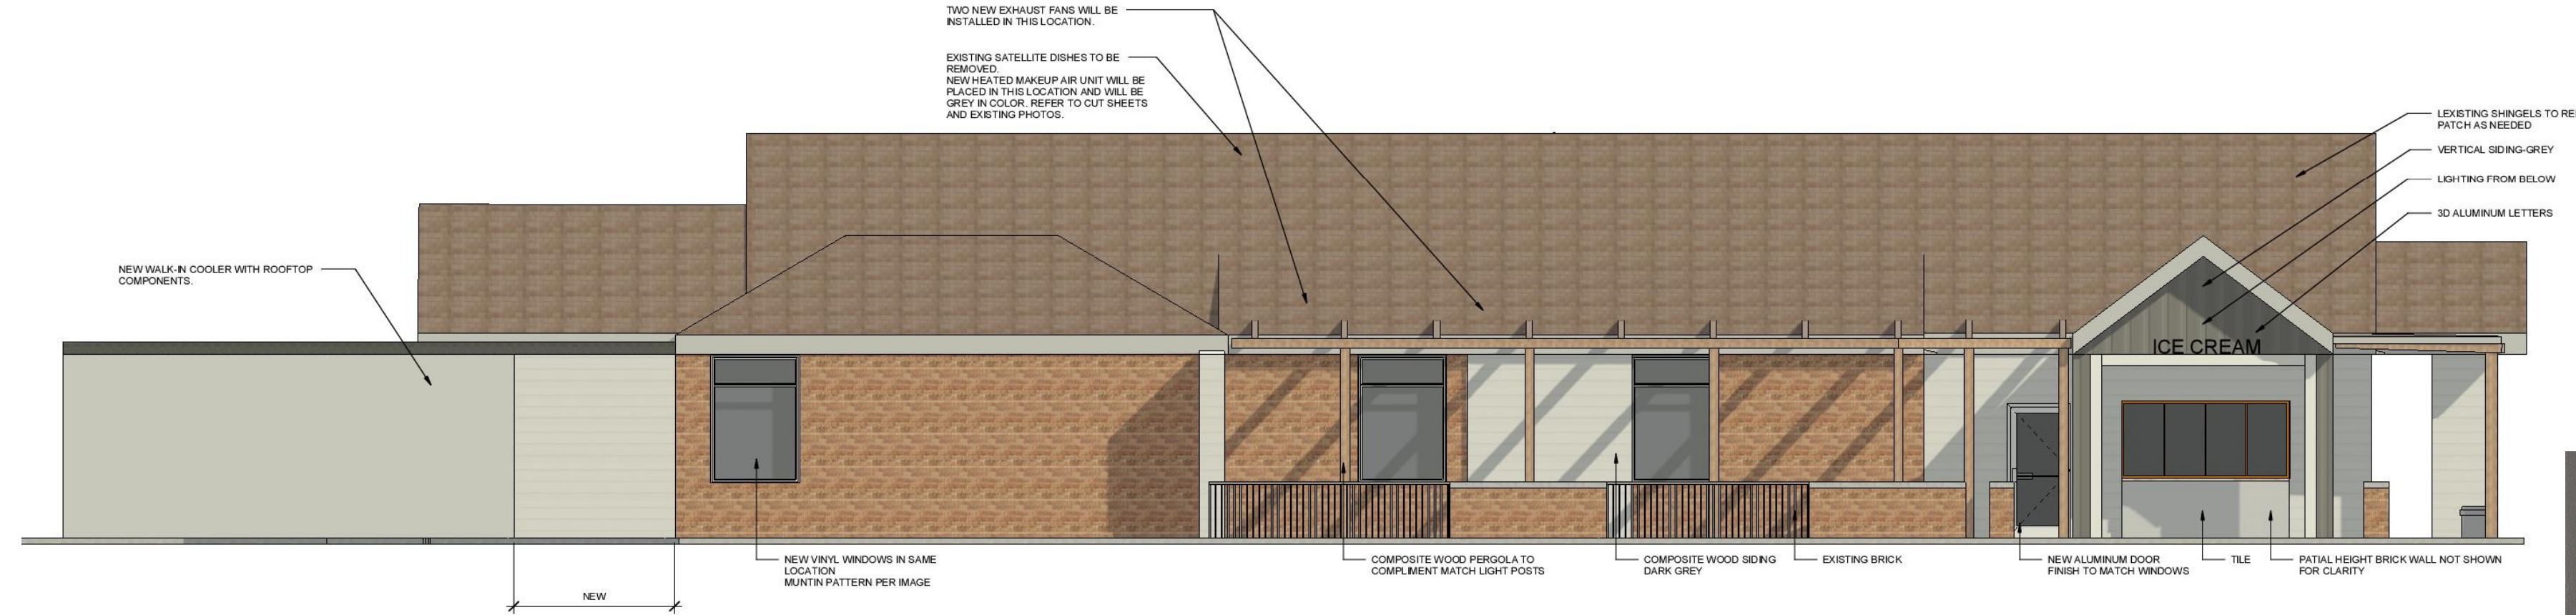 TWO NEW EXHAUST FANS WILL BE
INSTALLED IN THIS LOCATION.
EXISTING SATELLITE DISHES TO BE
REMOVED.
NEW HEATED MAKEUP AIR UNIT WILL BE
PLACED IN THIS LOCATION AND WILL BE
GREY IN COLOR. REFER TO CUT SHEETS
AND EXISTING PHOTOS.
LEXISTING SHINGELS TO
PATCH AS NEEDED
VERTICAL SIDING-GREY
LIGHTING FROM BELOW
3D ALUMINUM LETTERS
NEW WALK-IN COOLER WITH ROOFTOP
COMPONENTS.
ICE CREAM
NEW VINYL WINDOWS IN SAME
LOCATION
MUNTIN PATTERN PER IMAGE
COMPOSITE WOOD PERGOLA TO
COMPLIMENT MATCH LIGHT POSTS
COMPOSITE WOOD SIDING
DARK GREY
EXISTING BRICK
NEW ALUMINUM DOOR
FINISH TO MATCH WINDOWS
TILE
PATIAL HEIGHT BRICK WALL NOT SHOWN
FOR CLARITY
NEW